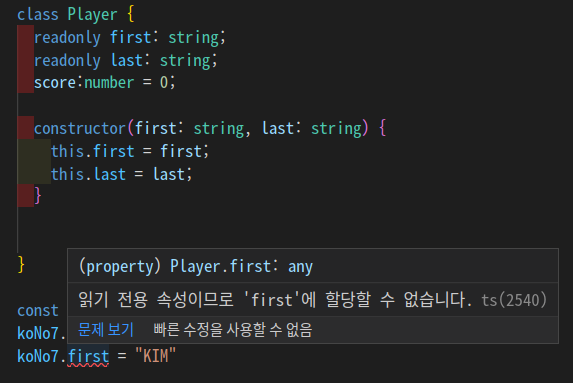 class Player {
readonly first: string;
readonly last: string;
score:number = 0;
constructor(first: string, last: string) {
this.first = first;
this.last = last;
}
}
(property) Player.first: any
읽기 전용 속성이므로 'first'에 할당할 수 없습니다. ts(2540)
문제 보기 빠른 수정을 사용할 수 없음
const
koNo7.
koNo7.first = "KIM"